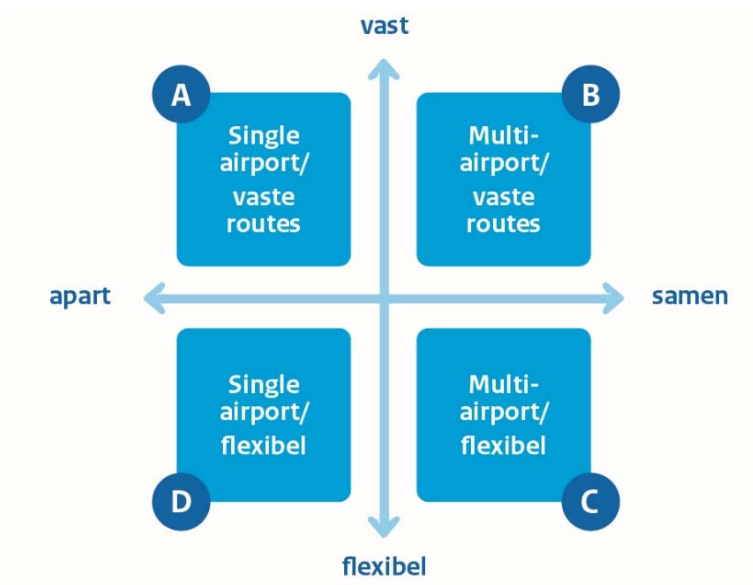 vast
A
Single
airport/
vaste
routes
B
Multi-
airport/
vaste
routes
apart
samen
Single
airport/
flexibel
D
Multi-
airport/
flexibel
C
flexibel